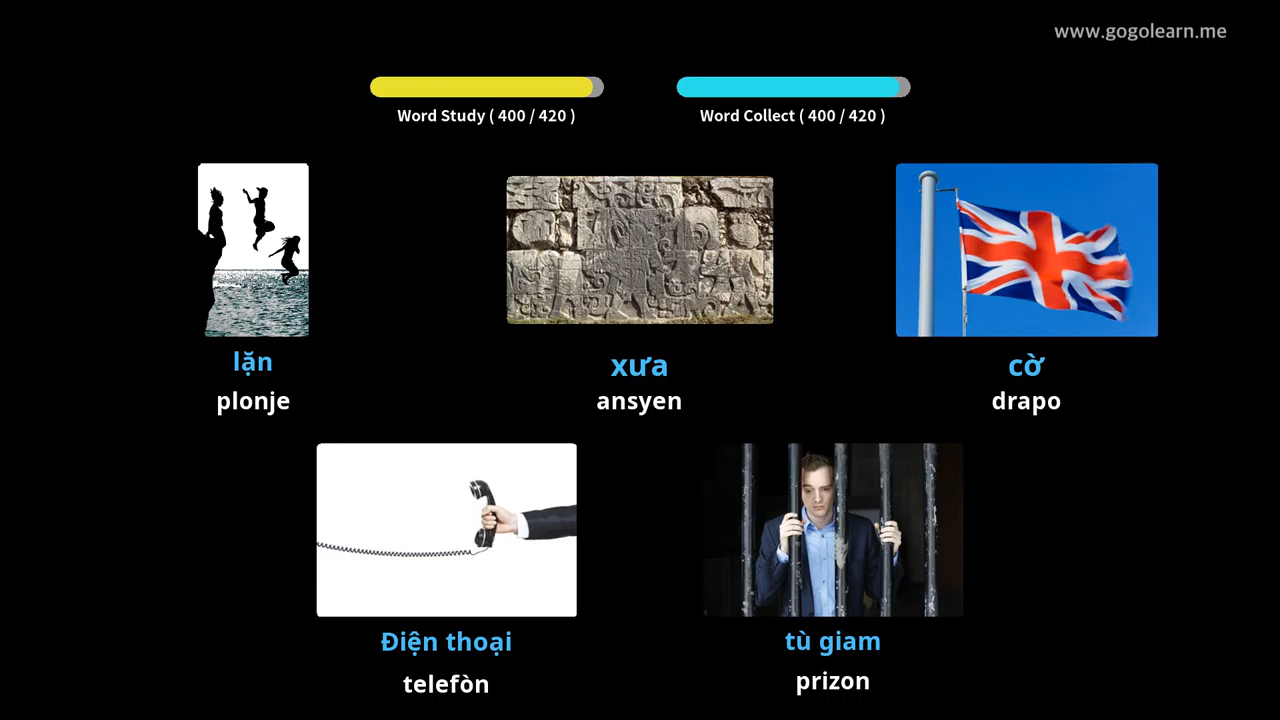 www.gogolearn.me
Word Study ( 400 / 420 )
Word Collect ( 400 / 420 )
lặn
plonje
xưa
ansyen
cờ
drapo
Điện thoại
telefòn
tù giam
prizon